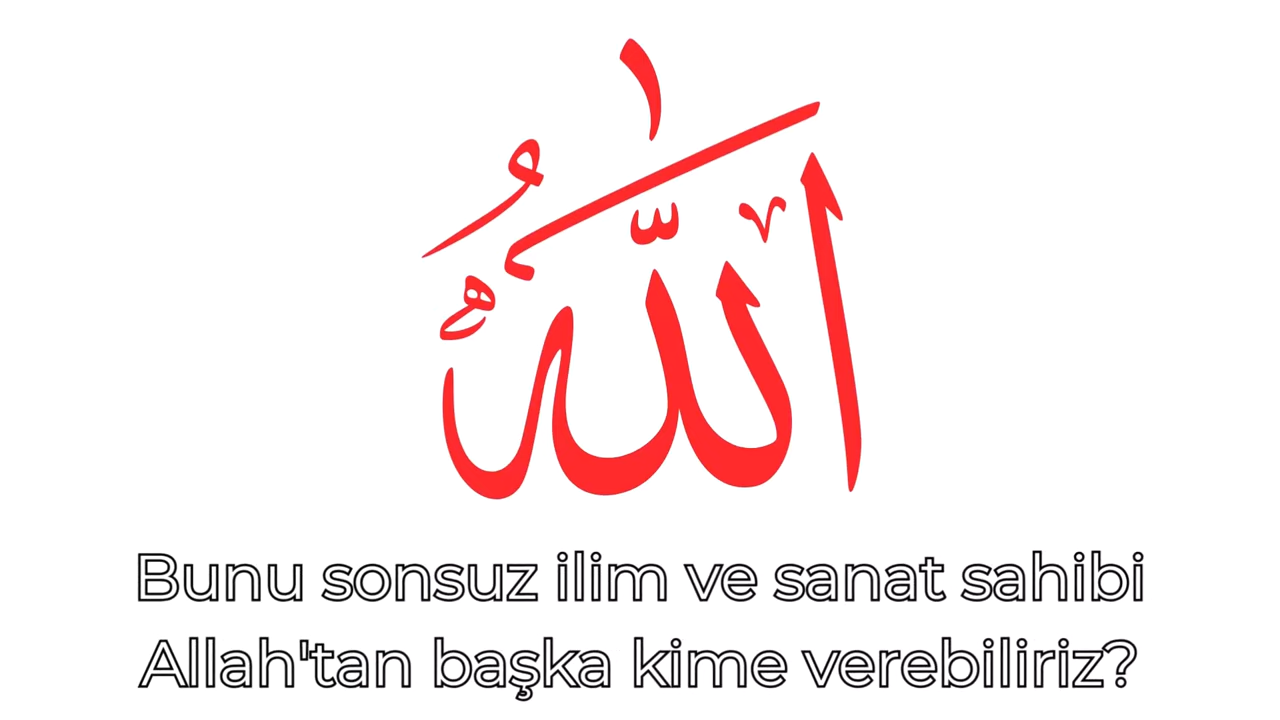 الله
Bunu sonsuz ilim ve sanat sahibi
Allah'tan başka kime verebiliriz?